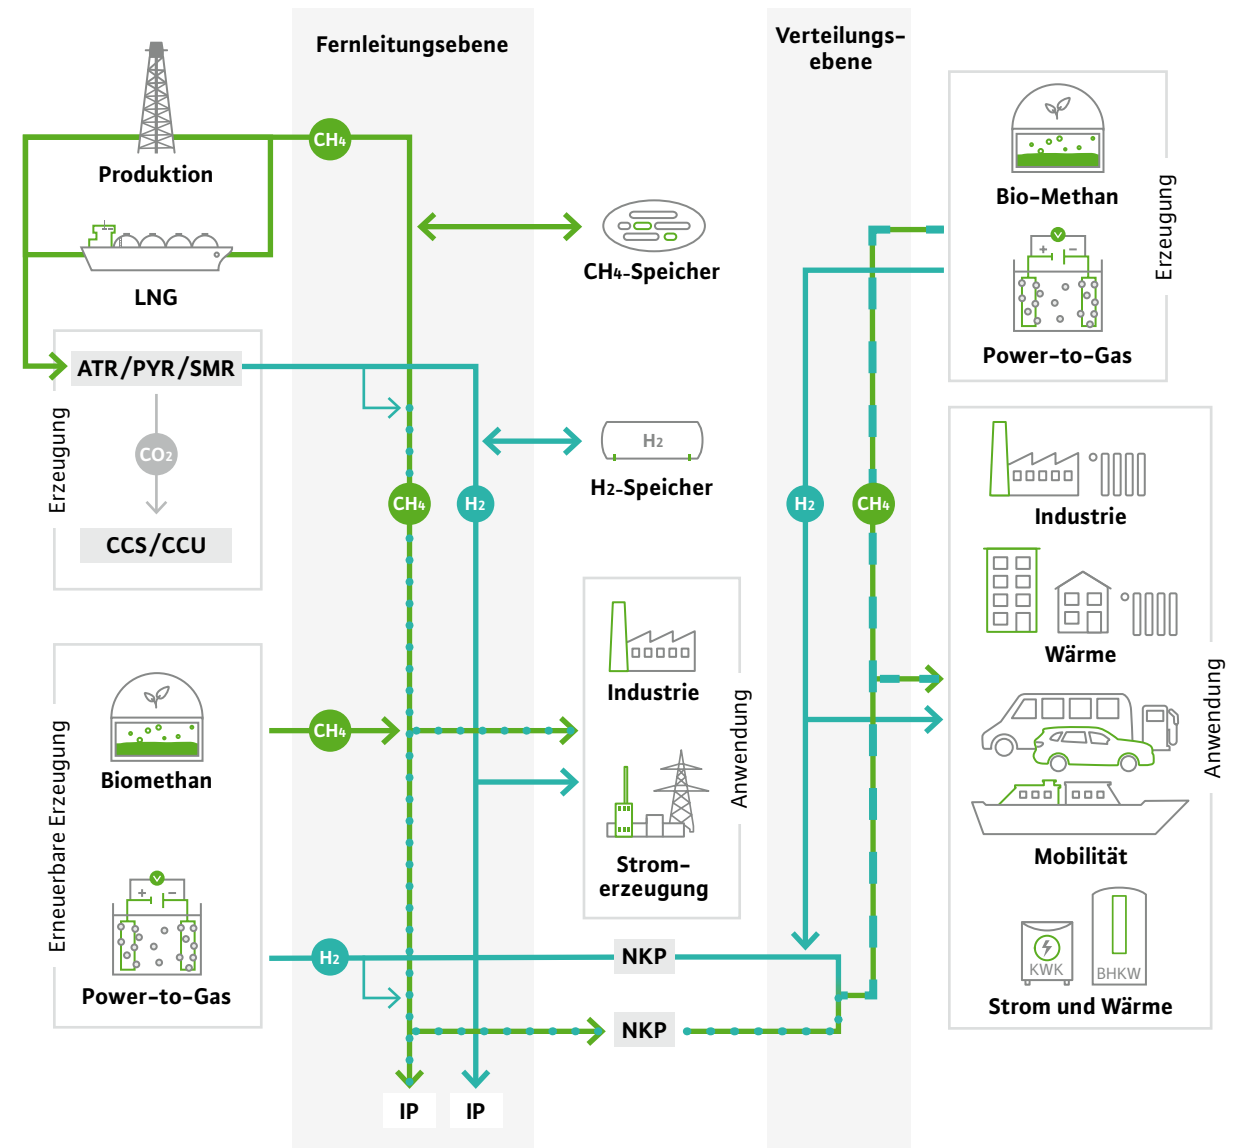 Fernleitungsebene
Verteilungs-
ebene
Produktion
LNG
CH4
CH4-Speicher
Erzeugung
ATR/PYR/SMR
CO2
CCS/CCU
H2
H2-Speicher
CH4
H2
Erneuerbare Erzeugung
Biomethan
CH4
+ −
Power-to-Gas
H2
Anwendung
Industrie
Strom-
erzeugung
NKP
NKP
IP
IP
Erzeugung
Bio-Methan
+ −
Power-to-Gas
H2
CH4
Anwendung
Industrie
Wärme
Mobilität
KWK
BHKW
Strom und Wärme